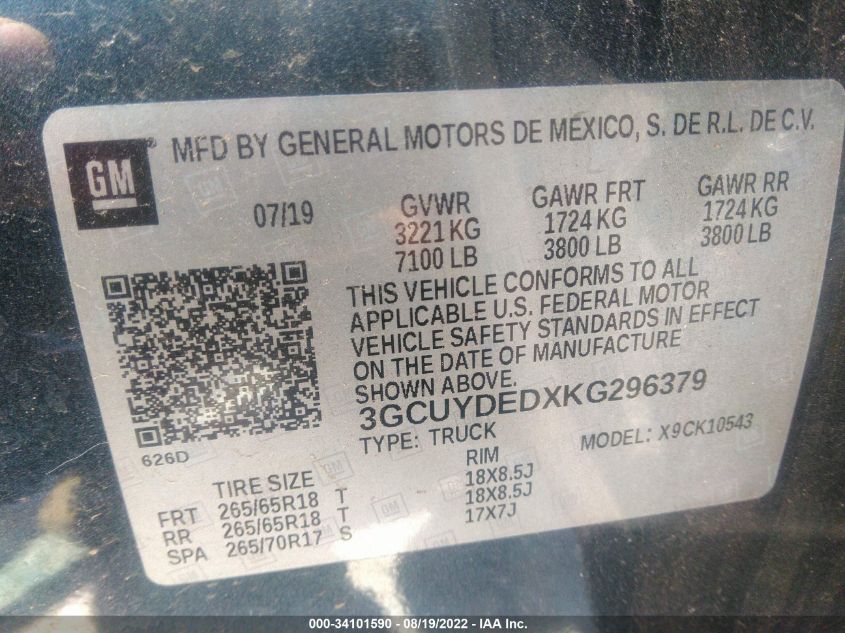 GM ® MFD BY GENERAL MOTORS DE MEXICO, S. DE R.L. DE C.V.
07/19 GVWR GAWR FRT GAWR RR
3221 KG 1724 KG 1724 KG
7100 LB 3800 LB 3800 LB
THIS VEHICLE CONFORMS TO ALL
APPLICABLE U.S. FEDERAL MOTOR
VEHICLE SAFETY STANDARDS IN EFFECT
ON THE DATE OF MANUFACTURE
SHOWN ABOVE.
3GCUYDEDXKG296379
TYPE: TRUCK MODEL: X9CK10543
626D
TIRE SIZE RIM
FRT 265/65R18 T 18X8.5J
RR 265/65R18 T 18X8.5J
SPA 265/70R17 S 17X7J
000-34101590 - 08/19/2022 - IAA Inc.